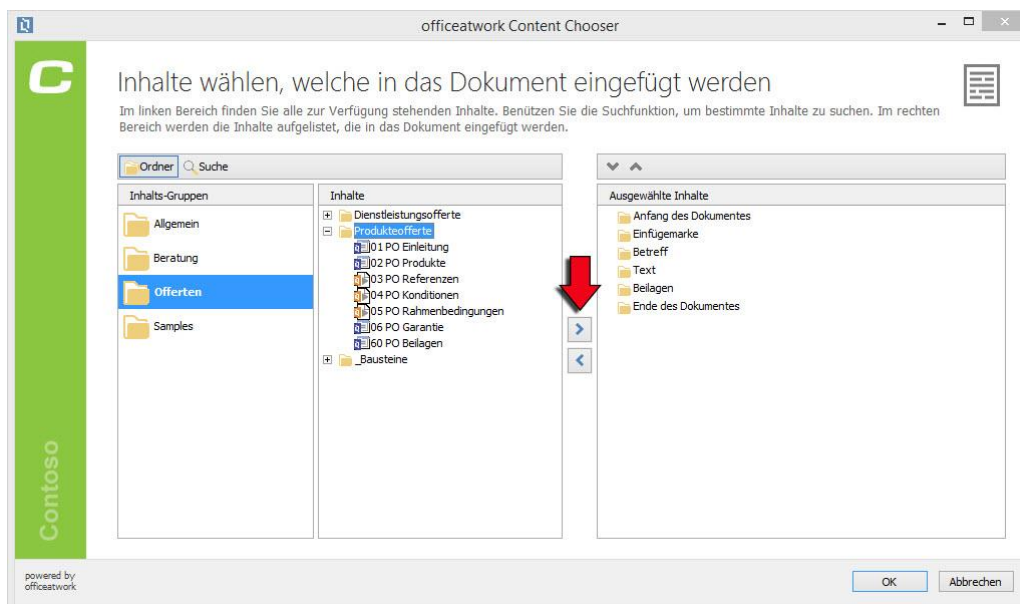 officeatwork Content Chooser
C
Inhalte wählen, welche in das Dokument eingefügt werden
Im linken Bereich finden Sie alle zur Verfügung stehenden Inhalte. Benützen Sie die Suchfunktion, um bestimmte Inhalte zu suchen. Im rechten
Bereich werden die Inhalte aufgelistet, die in das Dokument eingefügt werden.
Ordner Suche
Inhalts-Gruppen
Allgemein
Beratung
Offerten
Samples
Inhalte
Dienstleistungsofferte
Produkteofferte
01 PO Einleitung
02 PO Produkte
03 PO Referenzen
04 PO Konditionen
05 PO Rahmenbedingungen
06 PO Garantie
60 PO Beilagen
_Bausteine
Ausgewählte Inhalte
Anfang des Dokumentes
Einfügemarke
Betreff
Text
Beilagen
Ende des Dokumentes
Contoso
powered by
officeatwork
OK
Abbrechen